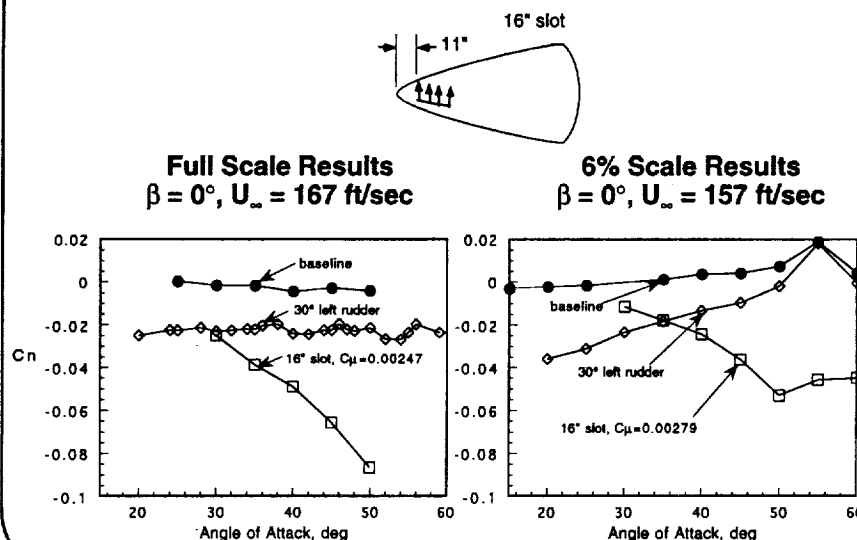 16" slot
11"
Full Scale Results
β = 0°, U∞ = 167 ft/sec
0.02
0
-0.02
-0.04
-0.06
-0.08
-0.1
Cn
baseline
30° left rudder
16" slot, Cμ=0.00247
20
30
40
50
60
Angle of Attack, deg
6% Scale Results
β = 0°, U∞ = 157 ft/sec
0.02
0
-0.02
-0.04
-0.06
-0.08
-0.1
baseline
30° left rudder
16" slot, Cμ=0.00279
20
30
40
50
60
Angle of Attack, deg